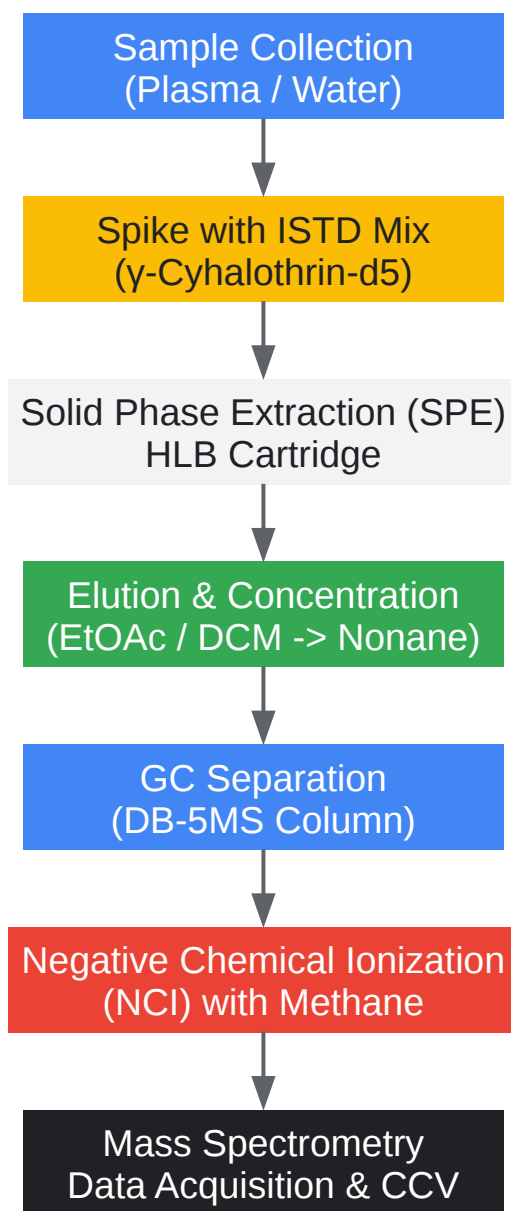 Sample Collection
(Plasma / Water)
Spike with ISTD Mix
(γ-Cyhalothrin-d5)
Solid Phase Extraction (SPE)
HLB Cartridge
Elution & Concentration
(EtOAc / DCM -> Nonane)
GC Separation
(DB-5MS Column)
Negative Chemical Ionization
(NCI) with Methane
Mass Spectrometry
Data Acquisition & CCV